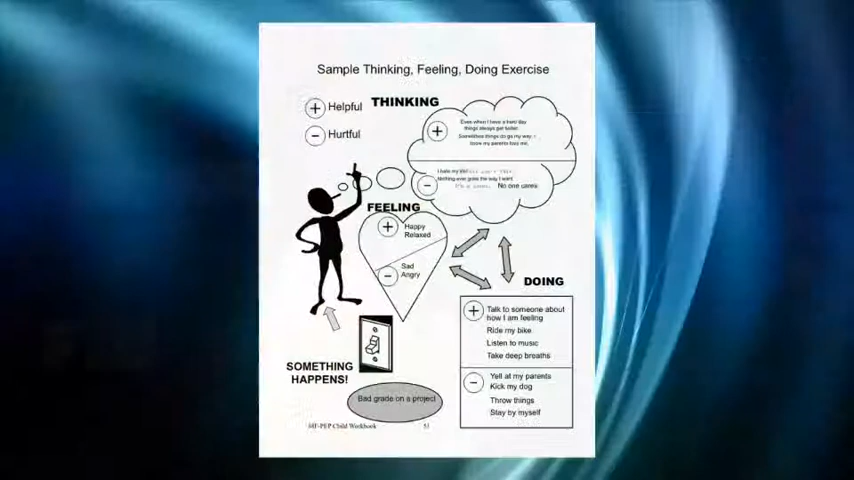 Sample Thinking, Feeling, Doing Exercise
+ Helpful
THINKING
- Hurtful
+
Even when I have a hard day
things always get better.
Sometimes things do go my way. I
know my parents love me.
-
I hate my
Nothing ever goes the way I want
No one cares
FEELING
+
Happy
Relaxed
-
Sad
Angry
DOING
+
Talk to someone about
how I am feeling
Ride my bike
Listen to music
Take deep breaths
-
Yell at my parents
Kick my dog
Throw things
Stay by myself
SOMETHING
HAPPENS!
Bad grade on a project
MF-PEP Child Workbook
51